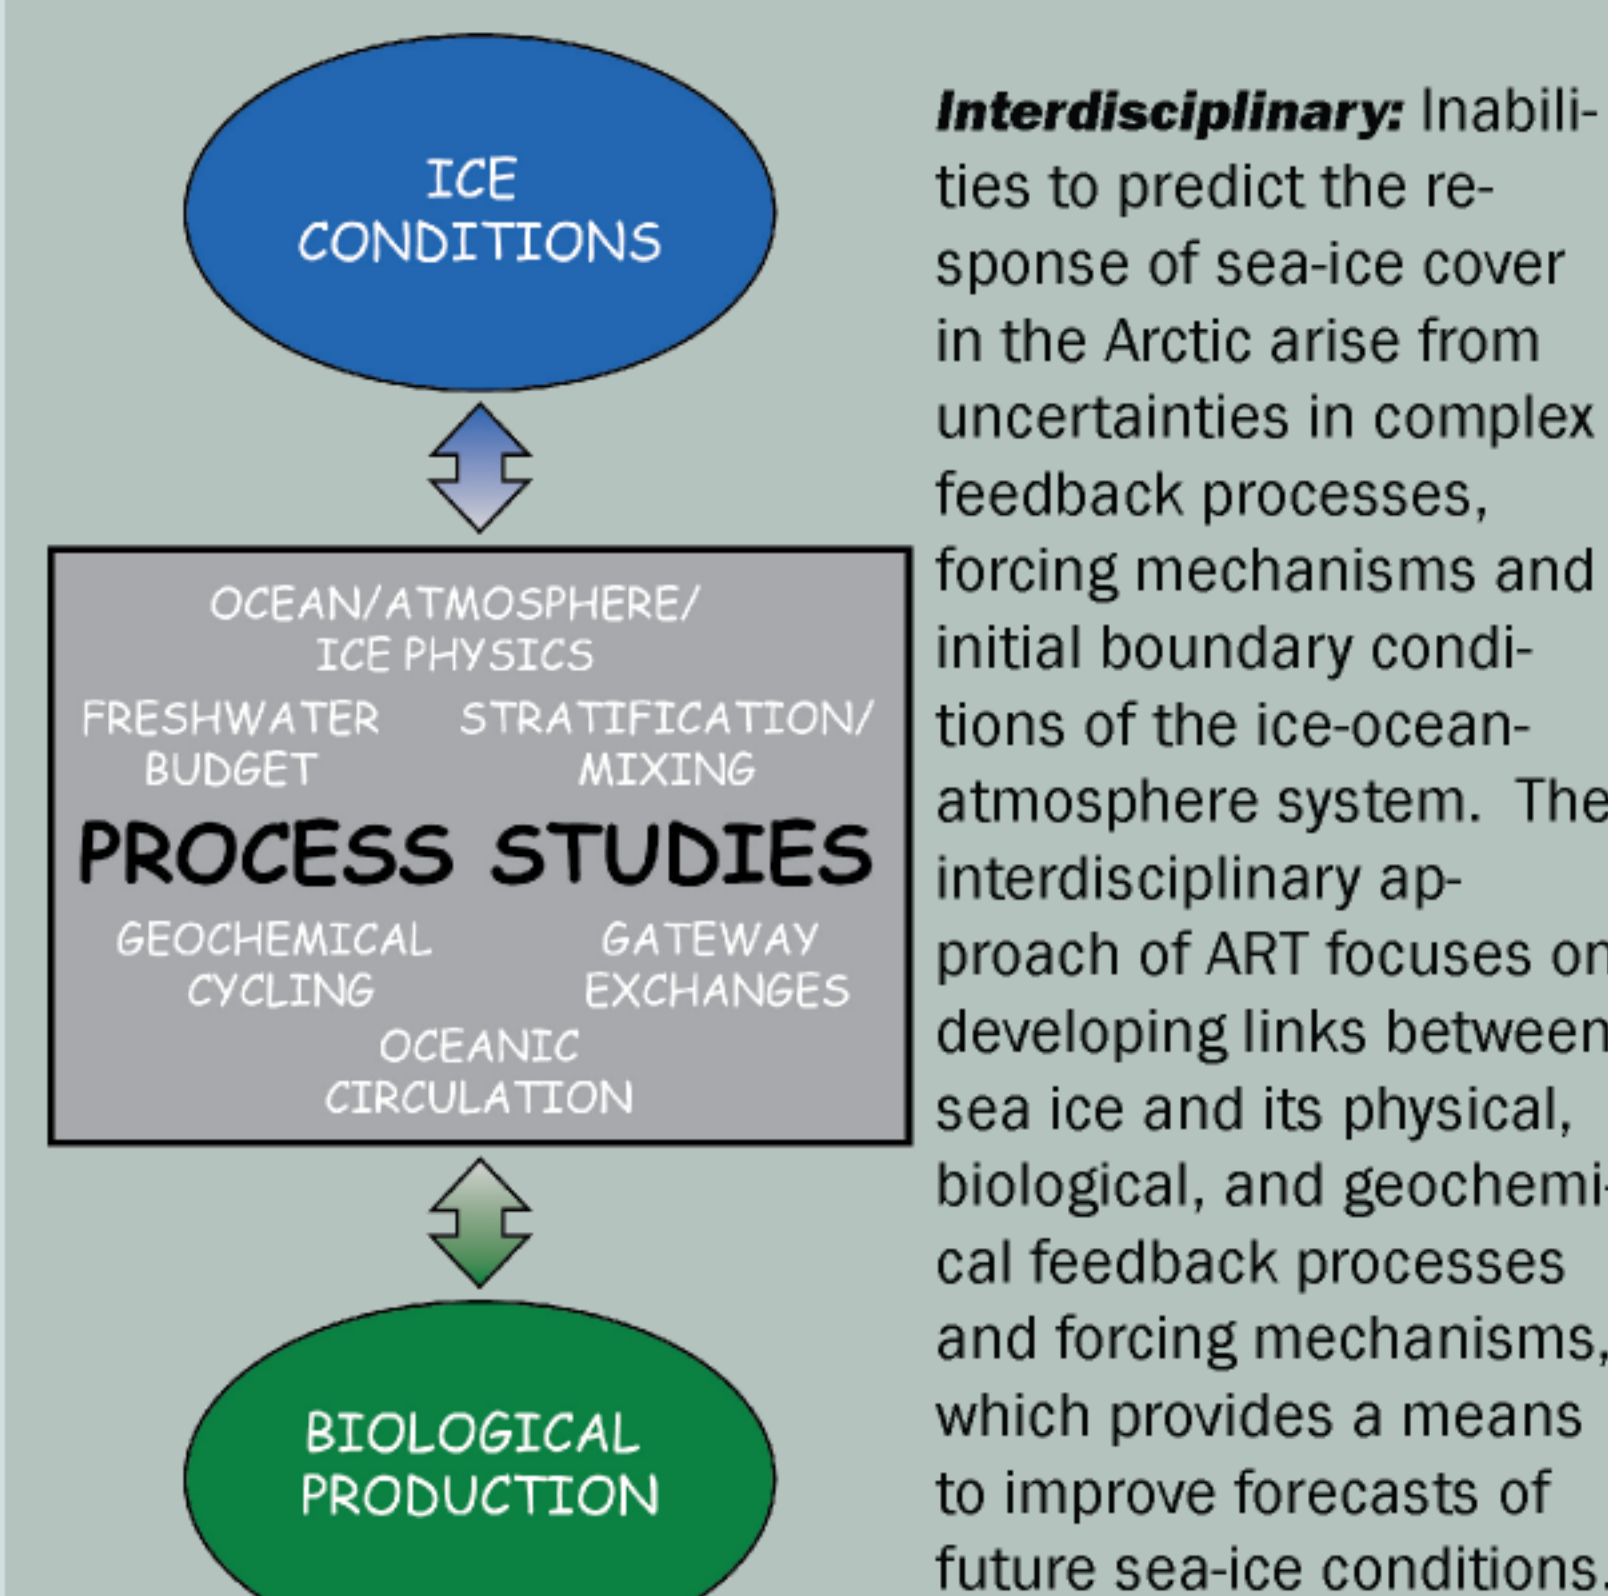 ICE
CONDITIONS
OCEAN/ATMOSPHERE/
ICE PHYSICS
FRESHWATER
BUDGET
STRATIFICATION/
MIXING
PROCESS STUDIES
GEOCHEMICAL
CYCLING
GATEWAY
EXCHANGES
OCEANIC
CIRCULATION
BIOLOGICAL
PRODUCTION
Interdisciplinary: Inabili-
ties to predict the re-
sponse of sea-ice cover
in the Arctic arise from
uncertainties in complex
feedback processes,
forcing mechanisms and
initial boundary condi-
tions of the ice-ocean-
atmosphere system. The
interdisciplinary ap-
proach of ART focuses on
developing links between
sea ice and its physical,
biological, and geochemi-
cal feedback processes
and forcing mechanisms,
which provides a means
to improve forecasts of
future sea-ice conditions.